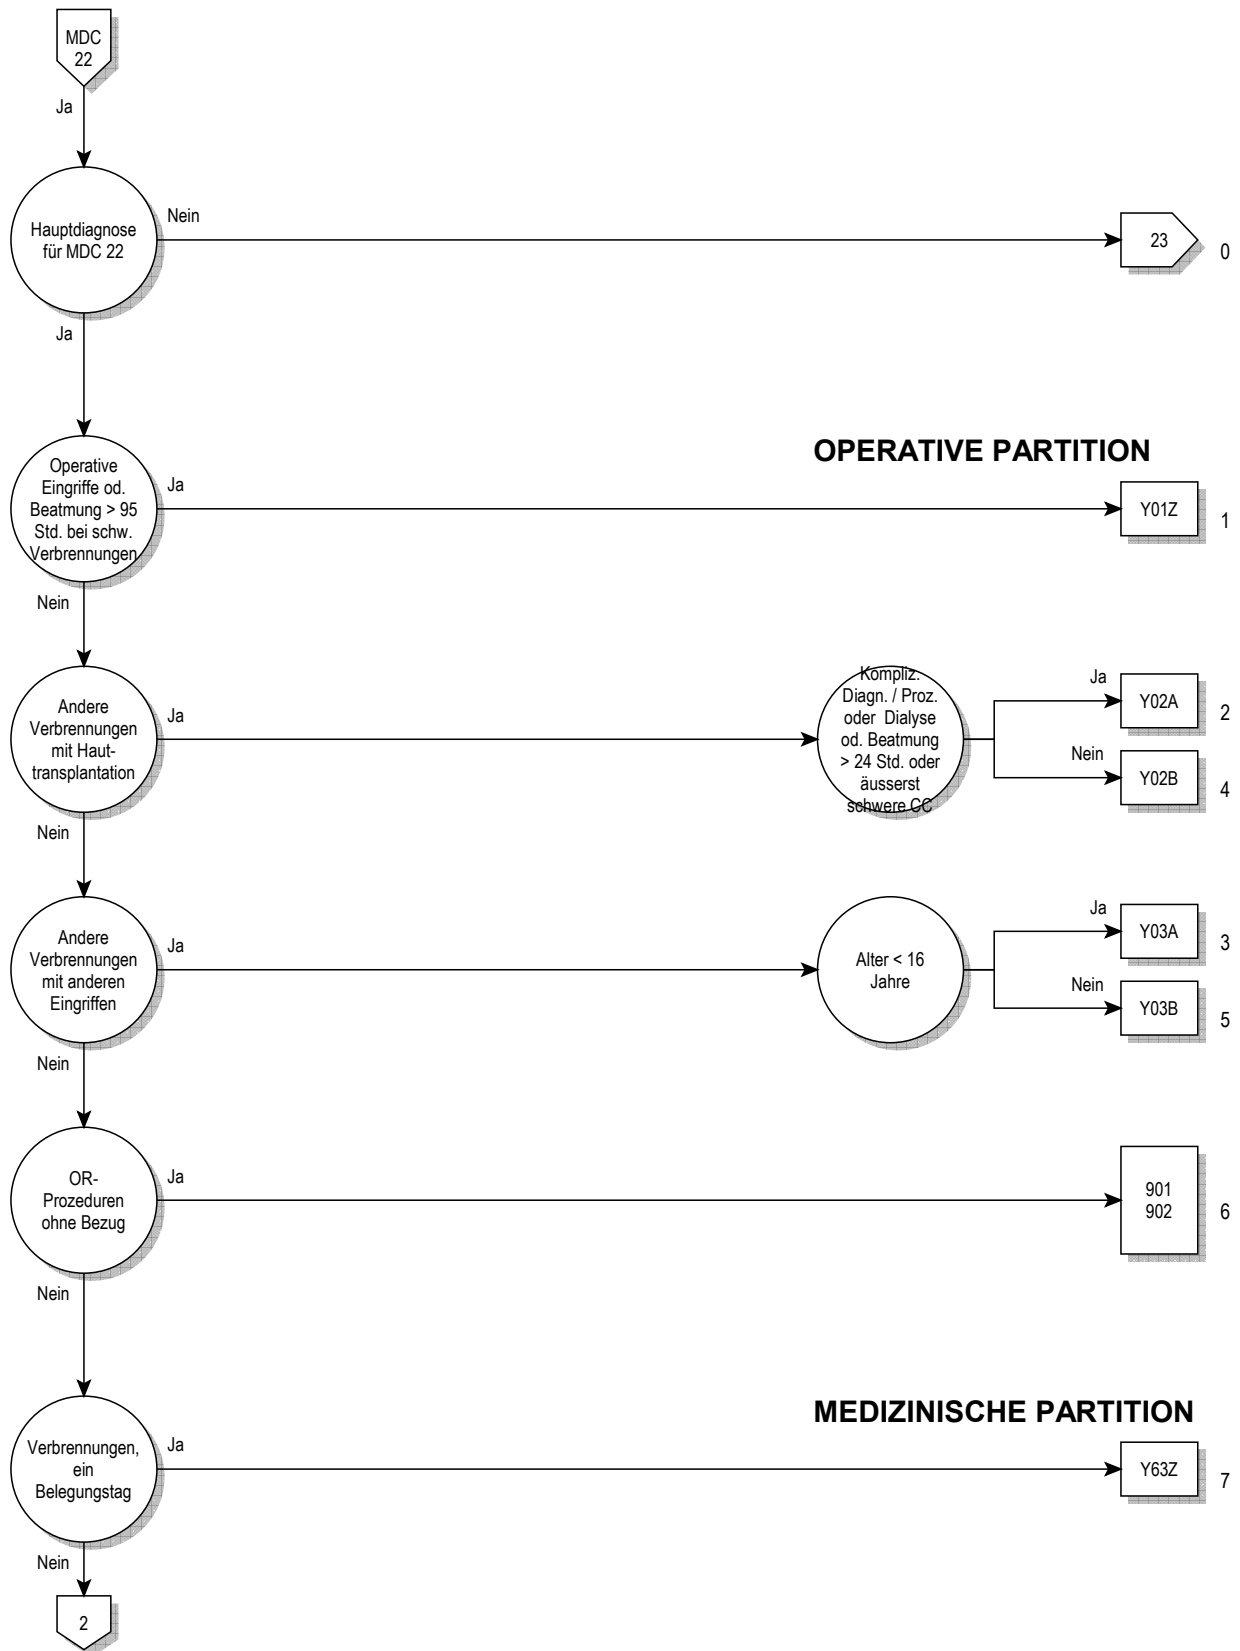 MDC
22
Ja
Hauptdiagnose
für MDC 22
Nein
23
0
Ja
OPERATIVE PARTITION
Operative
Eingriffe od.
Beatmung > 95
Std. bei schw.
Verbrennungen
Ja
Y01Z
1
Nein
Andere
Verbrennungen
mit Haut-
transplantation
Ja
Kompliz.
Diagn. / Proz.
oder Dialyse
od. Beatmung
> 24 Std. oder
äusserst
schwere CC
Ja
Y02A
2
Nein
Y02B
4
Nein
Andere
Verbrennungen
mit anderen
Eingriffen
Ja
Alter < 16
Jahre
Ja
Y03A
3
Nein
Y03B
5
Nein
OR-
Prozeduren
ohne Bezug
Ja
901
902
6
Nein
MEDIZINISCHE PARTITION
Verbrennungen,
ein
Belegungstag
Ja
Y63Z
7
Nein
2